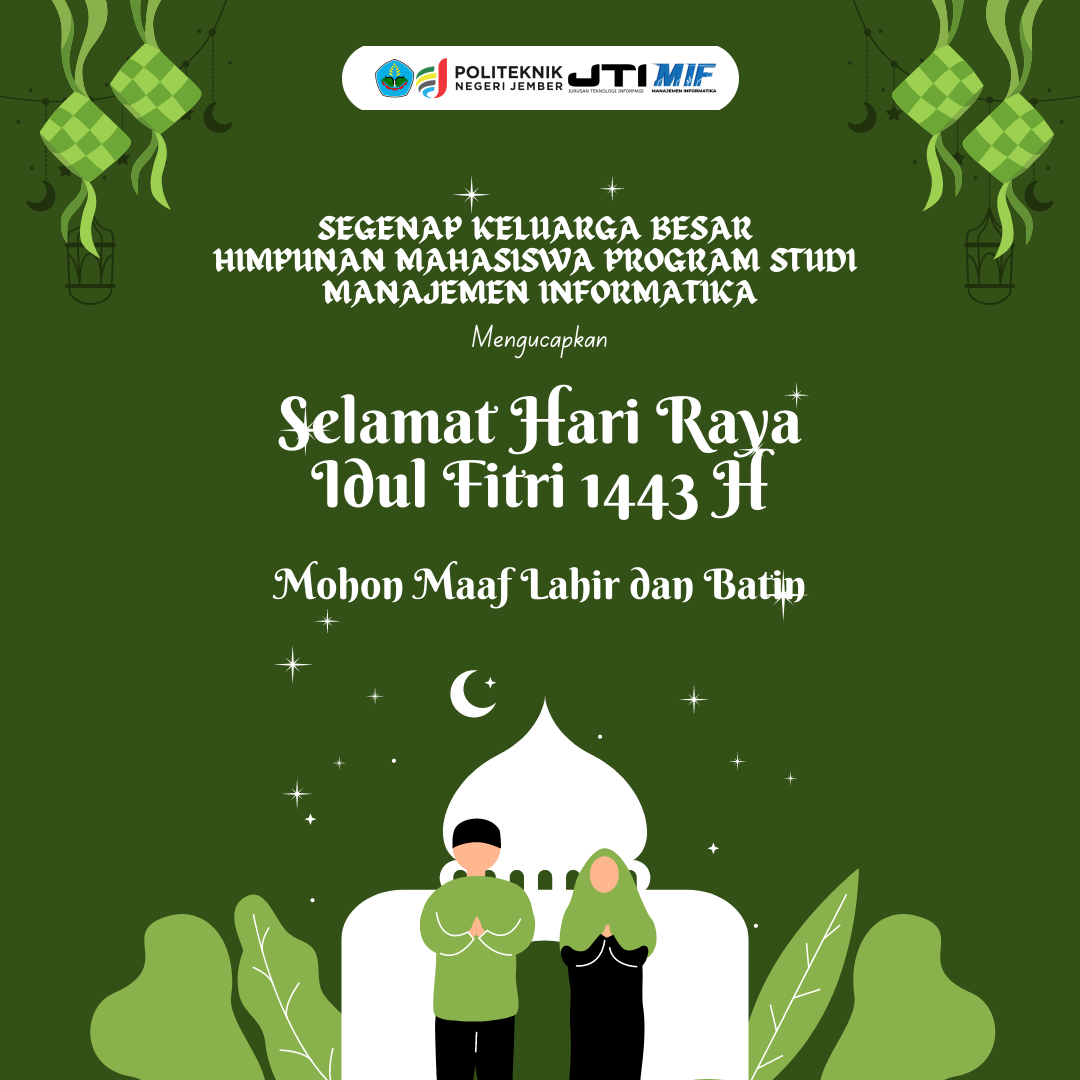 POLITEKNIK
NEGERI JEMBER
JTI
JURUSAN TEKNOLOGI INFORMASI
MIF
MANAJEMEN INFORMATIKA
SEGENAP KELUARGA BESAR
HIMPUNAN MAHASISWA PROGRAM STUDI
MANAJEMEN INFORMATIKA
Mengucapkan
Selamat Hari Raya
Idul Fitri 1443 H
Mohon Maaf Lahir dan Batin